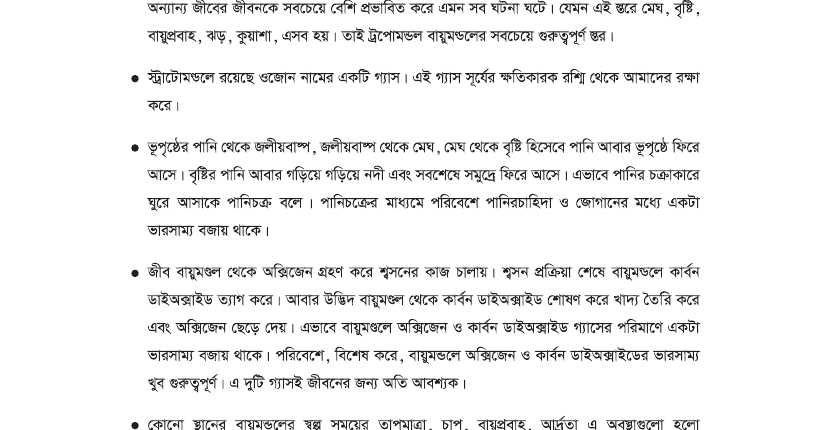 অন্যান্য জীবের জীবনকে সবচেয়ে বেশি প্রভাবিত করে এমন সব ঘটনা ঘটে। যেমন এই স্তরে মেঘ, বৃষ্টি,
বায়ুপ্রবাহ, ঝড়, কুয়াশা, এসব হয়। তাই ট্রপোমন্ডল বায়ুমন্ডলের সবচেয়ে গুরুত্বপূর্ণ স্তর।
● স্ট্রাটোমন্ডলে রয়েছে ওজোন নামের একটি গ্যাস। এই গ্যাস সূর্যের ক্ষতিকারক রশ্মি থেকে আমাদের রক্ষা
করে।
● ভূপৃষ্ঠের পানি থেকে জলীয়বাষ্প, জলীয়বাষ্প থেকে মেঘ, মেঘ থেকে বৃষ্টি হিসেবে পানি আবার ভূপৃষ্ঠে ফিরে
আসে। বৃষ্টির পানি আবার গড়িয়ে গড়িয়ে নদী এবং সবশেষে সমুদ্রে ফিরে আসে। এভাবে পানির চক্রাকারে
ঘুরে আসাকে পানিচক্র বলে । পানিচক্রের মাধ্যমে পরিবেশে পানিরচাহিদা ও জোগানের মধ্যে একটা
ভারসাম্য বজায় থাকে।
● জীব বায়ুমণ্ডল থেকে অক্সিজেন গ্রহণ করে শ্বসনের কাজ চালায়। শ্বসন প্রক্রিয়া শেষে বায়ুমন্ডলে কার্বন
ডাইঅক্সাইড ত্যাগ করে। আবার উদ্ভিদ বায়ুমণ্ডল থেকে কার্বন ডাইঅক্সাইড শোষণ করে খাদ্য তৈরি করে
এবং অক্সিজেন ছেড়ে দেয়। এভাবে বায়ুমণ্ডলে অক্সিজেন ও কার্বন ডাইঅক্সাইড গ্যাসের পরিমাণে একটা
ভারসাম্য বজায় থাকে। পরিবেশে, বিশেষ করে, বায়ুমন্ডলে অক্সিজেন ও কার্বন ডাইঅক্সাইডের ভারসাম্য
খুব গুরুত্বপূর্ণ। এ দুটি গ্যাসই জীবনের জন্য অতি আবশ্যক।
● কোনো স্থানের বায়ুমন্ডলের স্বল্প সময়ের তাপমাত্রা, চাপ, বায়ুপ্রবাহ, আর্দ্রতা এ অবস্থাগুলো হলো